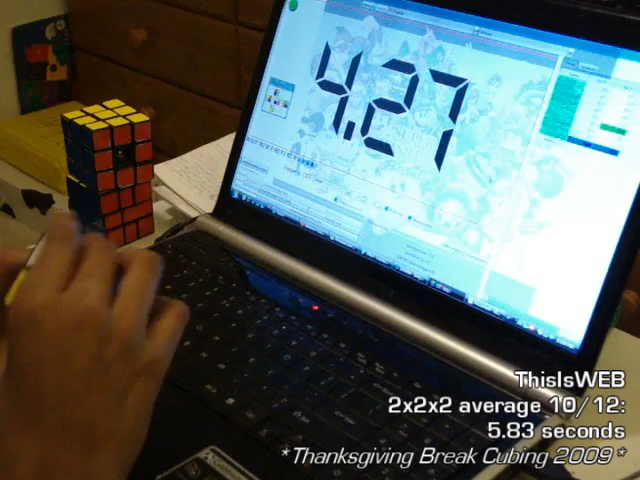 4.27
ThisIsWEB
2x2x2 average 10/12:
5.83 seconds
*Thanksgiving Break Cubing 2009*